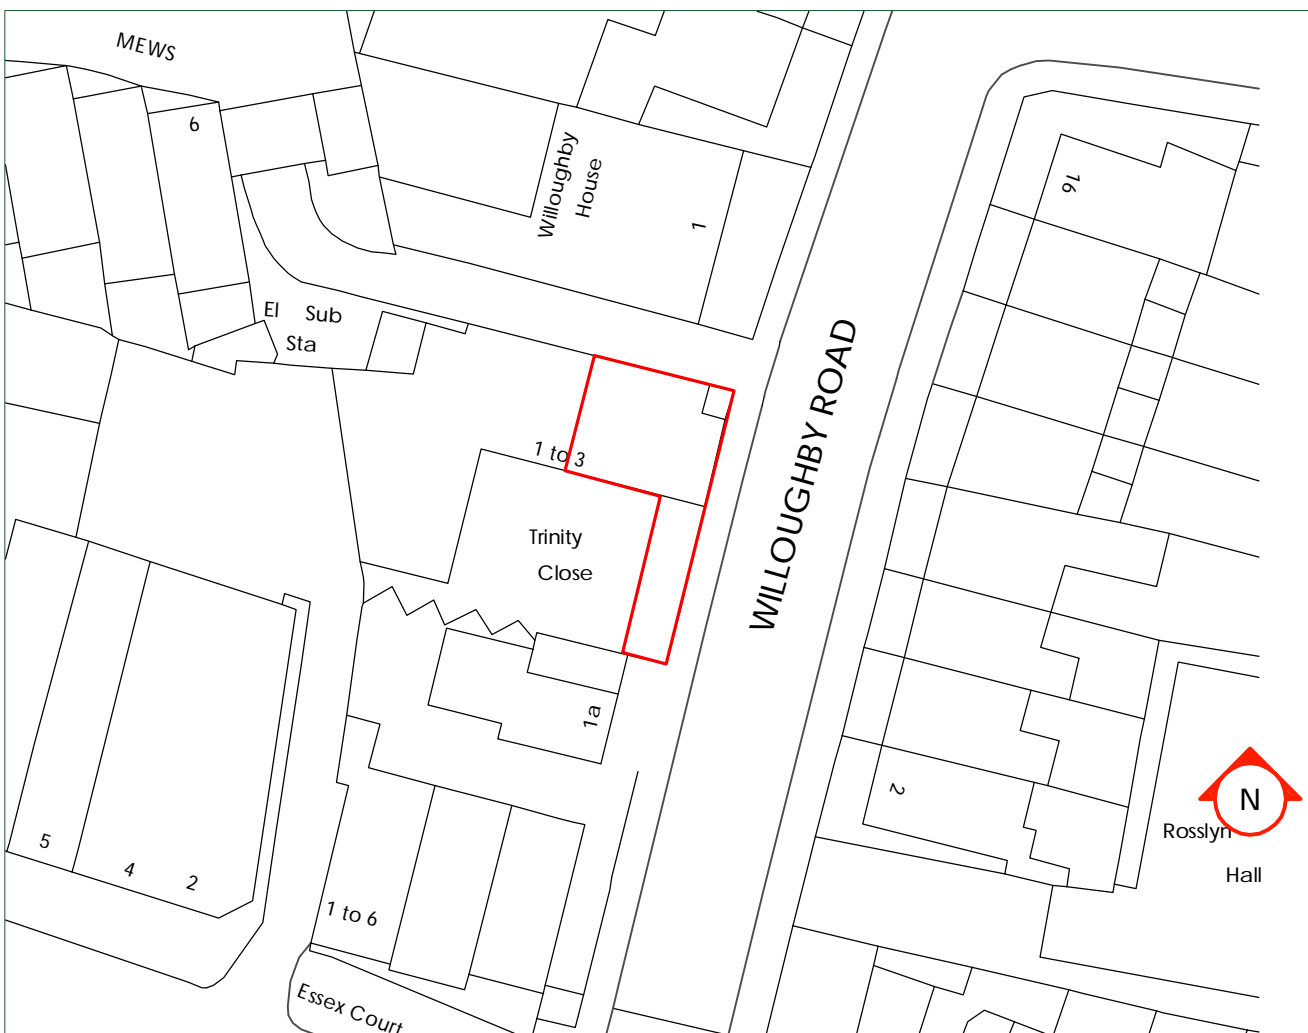 MEWS
6
Willoughby
House
1
16
El Sub
Sta
WILLOUGHBY ROAD
1 to 3
Trinity
Close
1a
2
N
Rosslyn
Hall
5
4
2
1 to 6
Essex Court